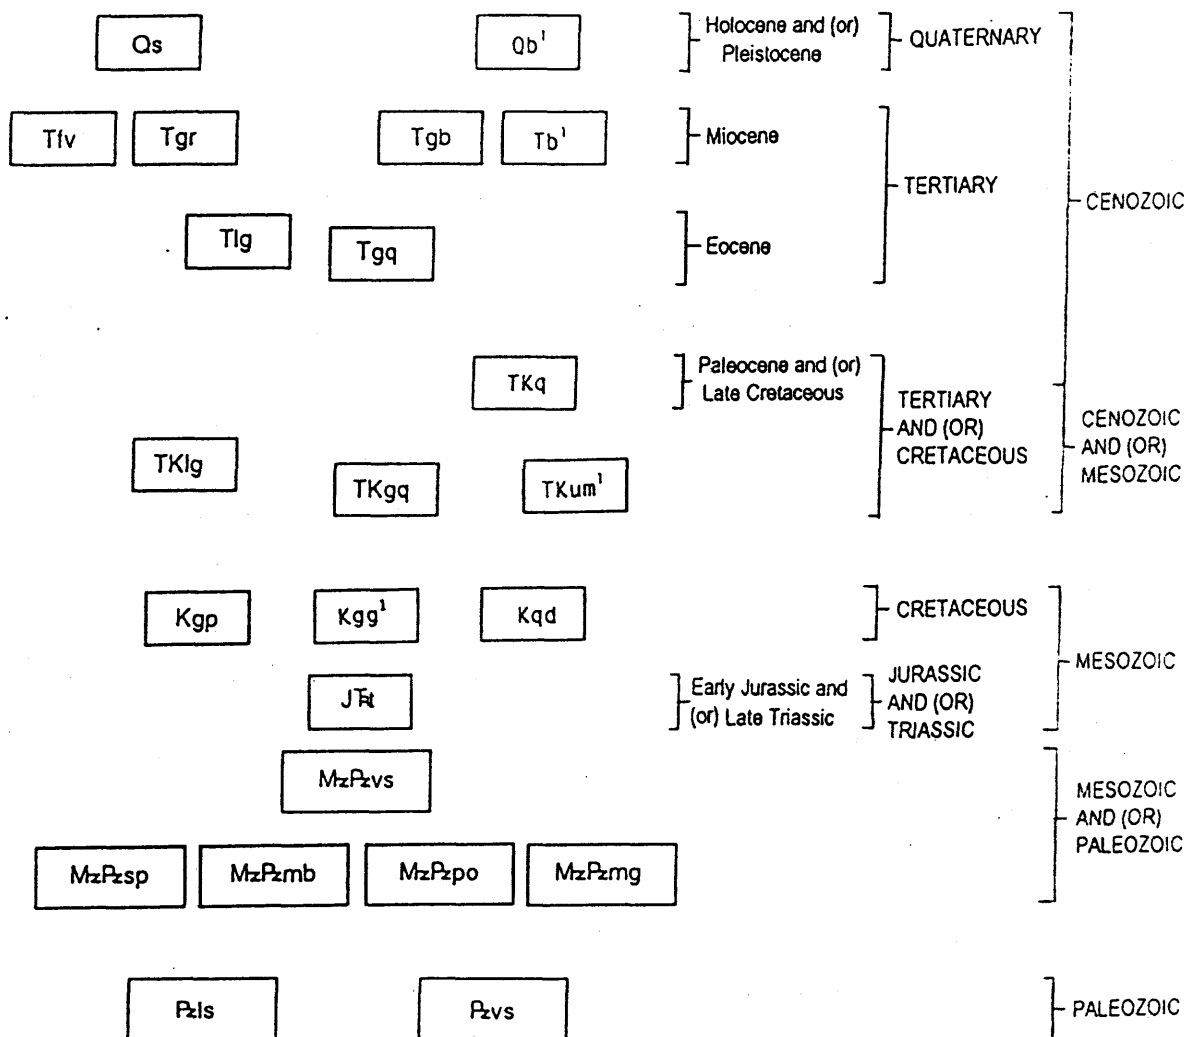 Qs Qb¹ Holocene and (or) QUATERNARY
Pleistocene
Tfv Tgr Tgb Tb¹ Miocene
TERTIARY
CENOZOIC
Tlg Tgq Eocene
TKq Paleocene and (or)
Late Cretaceous
TERTIARY
AND (OR)
CRETACEOUS
CENOZOIC
AND (OR)
MESOZOIC
TKlg TKgq TKum¹
Kgp Kgg¹ Kqd CRETACEOUS
MESOZOIC
JTRt Early Jurassic and
(or) Late Triassic
JURASSIC
AND (OR)
TRIASSIC
MzPzvs
MESOZOIC
AND (OR)
PALEOZOIC
MzPzsp MzPzmb MzPzpo MzPzmg
Pzls Pzvs PALEOZOIC